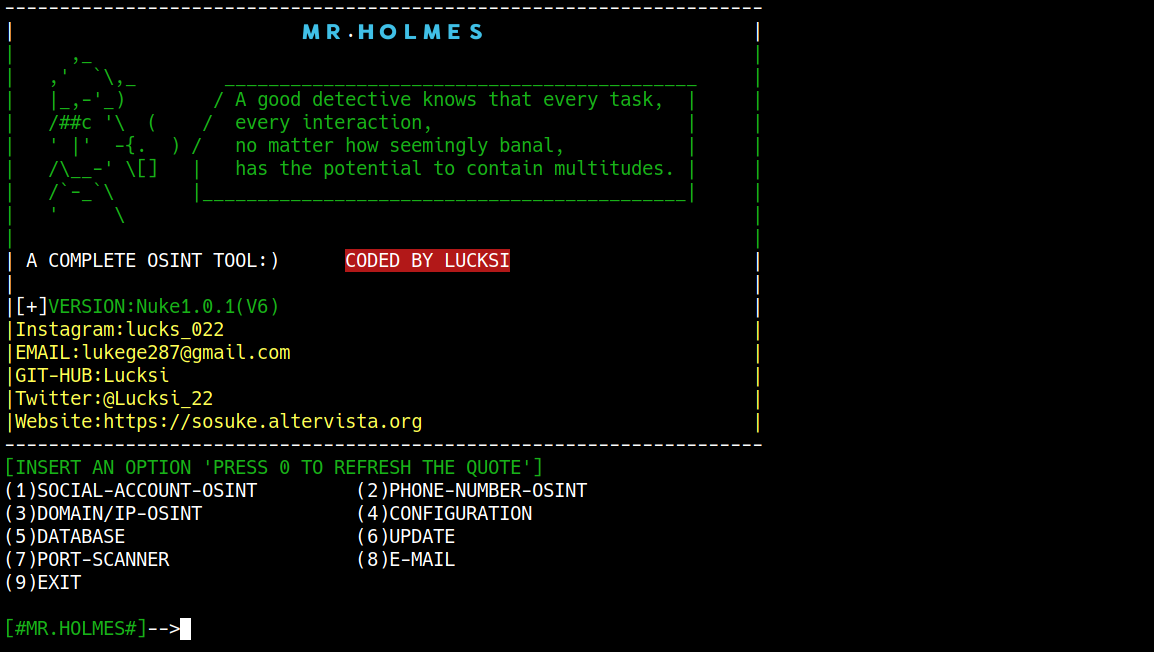 MR.HOLMES
A good detective knows that every task,
every interaction,
no matter how seemingly banal,
has the potential to contain multitudes.
A COMPLETE OSINT TOOL:) CODED BY LUCKSI
[+]VERSION:Nuke1.0.1(V6)
Instagram:lucks_022
EMAIL:lukege287@gmail.com
GIT-HUB:Lucksi
Twitter:@Lucksi_22
Website:https://sosuke.altervista.org
[INSERT AN OPTION 'PRESS 0 TO REFRESH THE QUOTE']
(1)SOCIAL-ACCOUNT-OSINT (2)PHONE-NUMBER-OSINT
(3)DOMAIN/IP-OSINT (4)CONFIGURATION
(5)DATABASE (6)UPDATE
(7)PORT-SCANNER (8)E-MAIL
(9)EXIT
[#MR.HOLMES#]-->